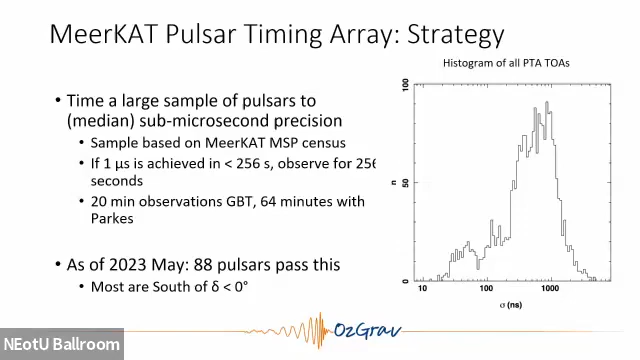 MeerKAT Pulsar Timing Array: Strategy
Histogram of all PTA TOAs
• Time a large sample of pulsars to
(median) sub-microsecond precision
• Sample based on MeerKAT MSP census
• If 1 µs is achieved in < 256 s, observe for 256
seconds
• 20 min observations GBT, 64 minutes with
Parkes
• As of 2023 May: 88 pulsars pass this
• Most are South of δ < 0°
100
50
0
n
10
100
1000
σ (ns)
OzGrav
NEotU Ballroom